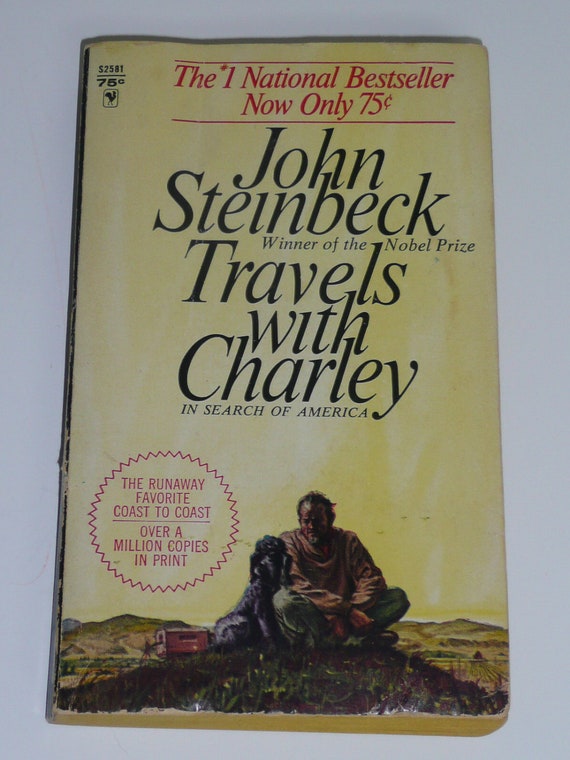 S2581
75¢
The #1 National Bestseller
Now Only 75¢
John
Steinbeck
Winner of the Nobel Prize
Travels
with
Charley
IN SEARCH OF AMERICA
THE RUNAWAY
FAVORITE
COAST TO COAST
OVER A
MILLION COPIES
IN PRINT